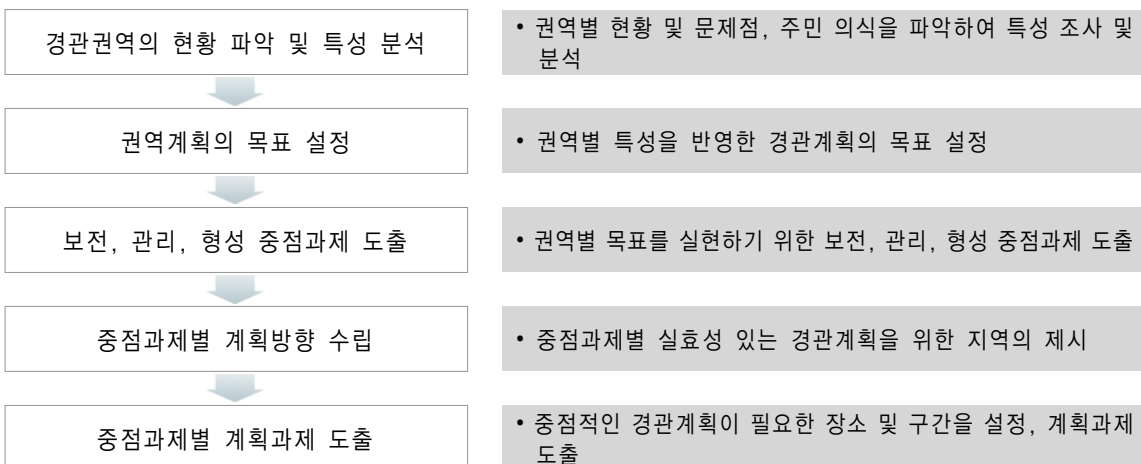 경관권역의 현황 파악 및 특성 분석
• 권역별 현황 및 문제점, 주민 의식을 파악하여 특성 조사 및
분석
권역계획의 목표 설정
• 권역별 특성을 반영한 경관계획의 목표 설정
보전, 관리, 형성 중점과제 도출
• 권역별 목표를 실현하기 위한 보전, 관리, 형성 중점과제 도출
중점과제별 계획방향 수립
• 중점과제별 실효성 있는 경관계획을 위한 지역의 제시
중점과제별 계획과제 도출
• 중점적인 경관계획이 필요한 장소 및 구간을 설정, 계획과제
도출